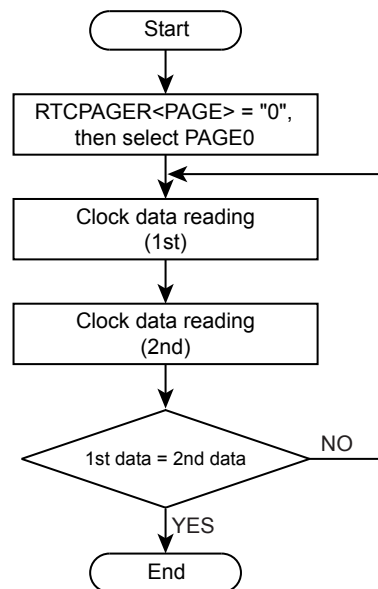 Start
RTCPAGER<PAGE> = "0",
then select PAGE0
Clock data reading
(1st)
Clock data reading
(2nd)
1st data = 2nd data
NO
YES
End